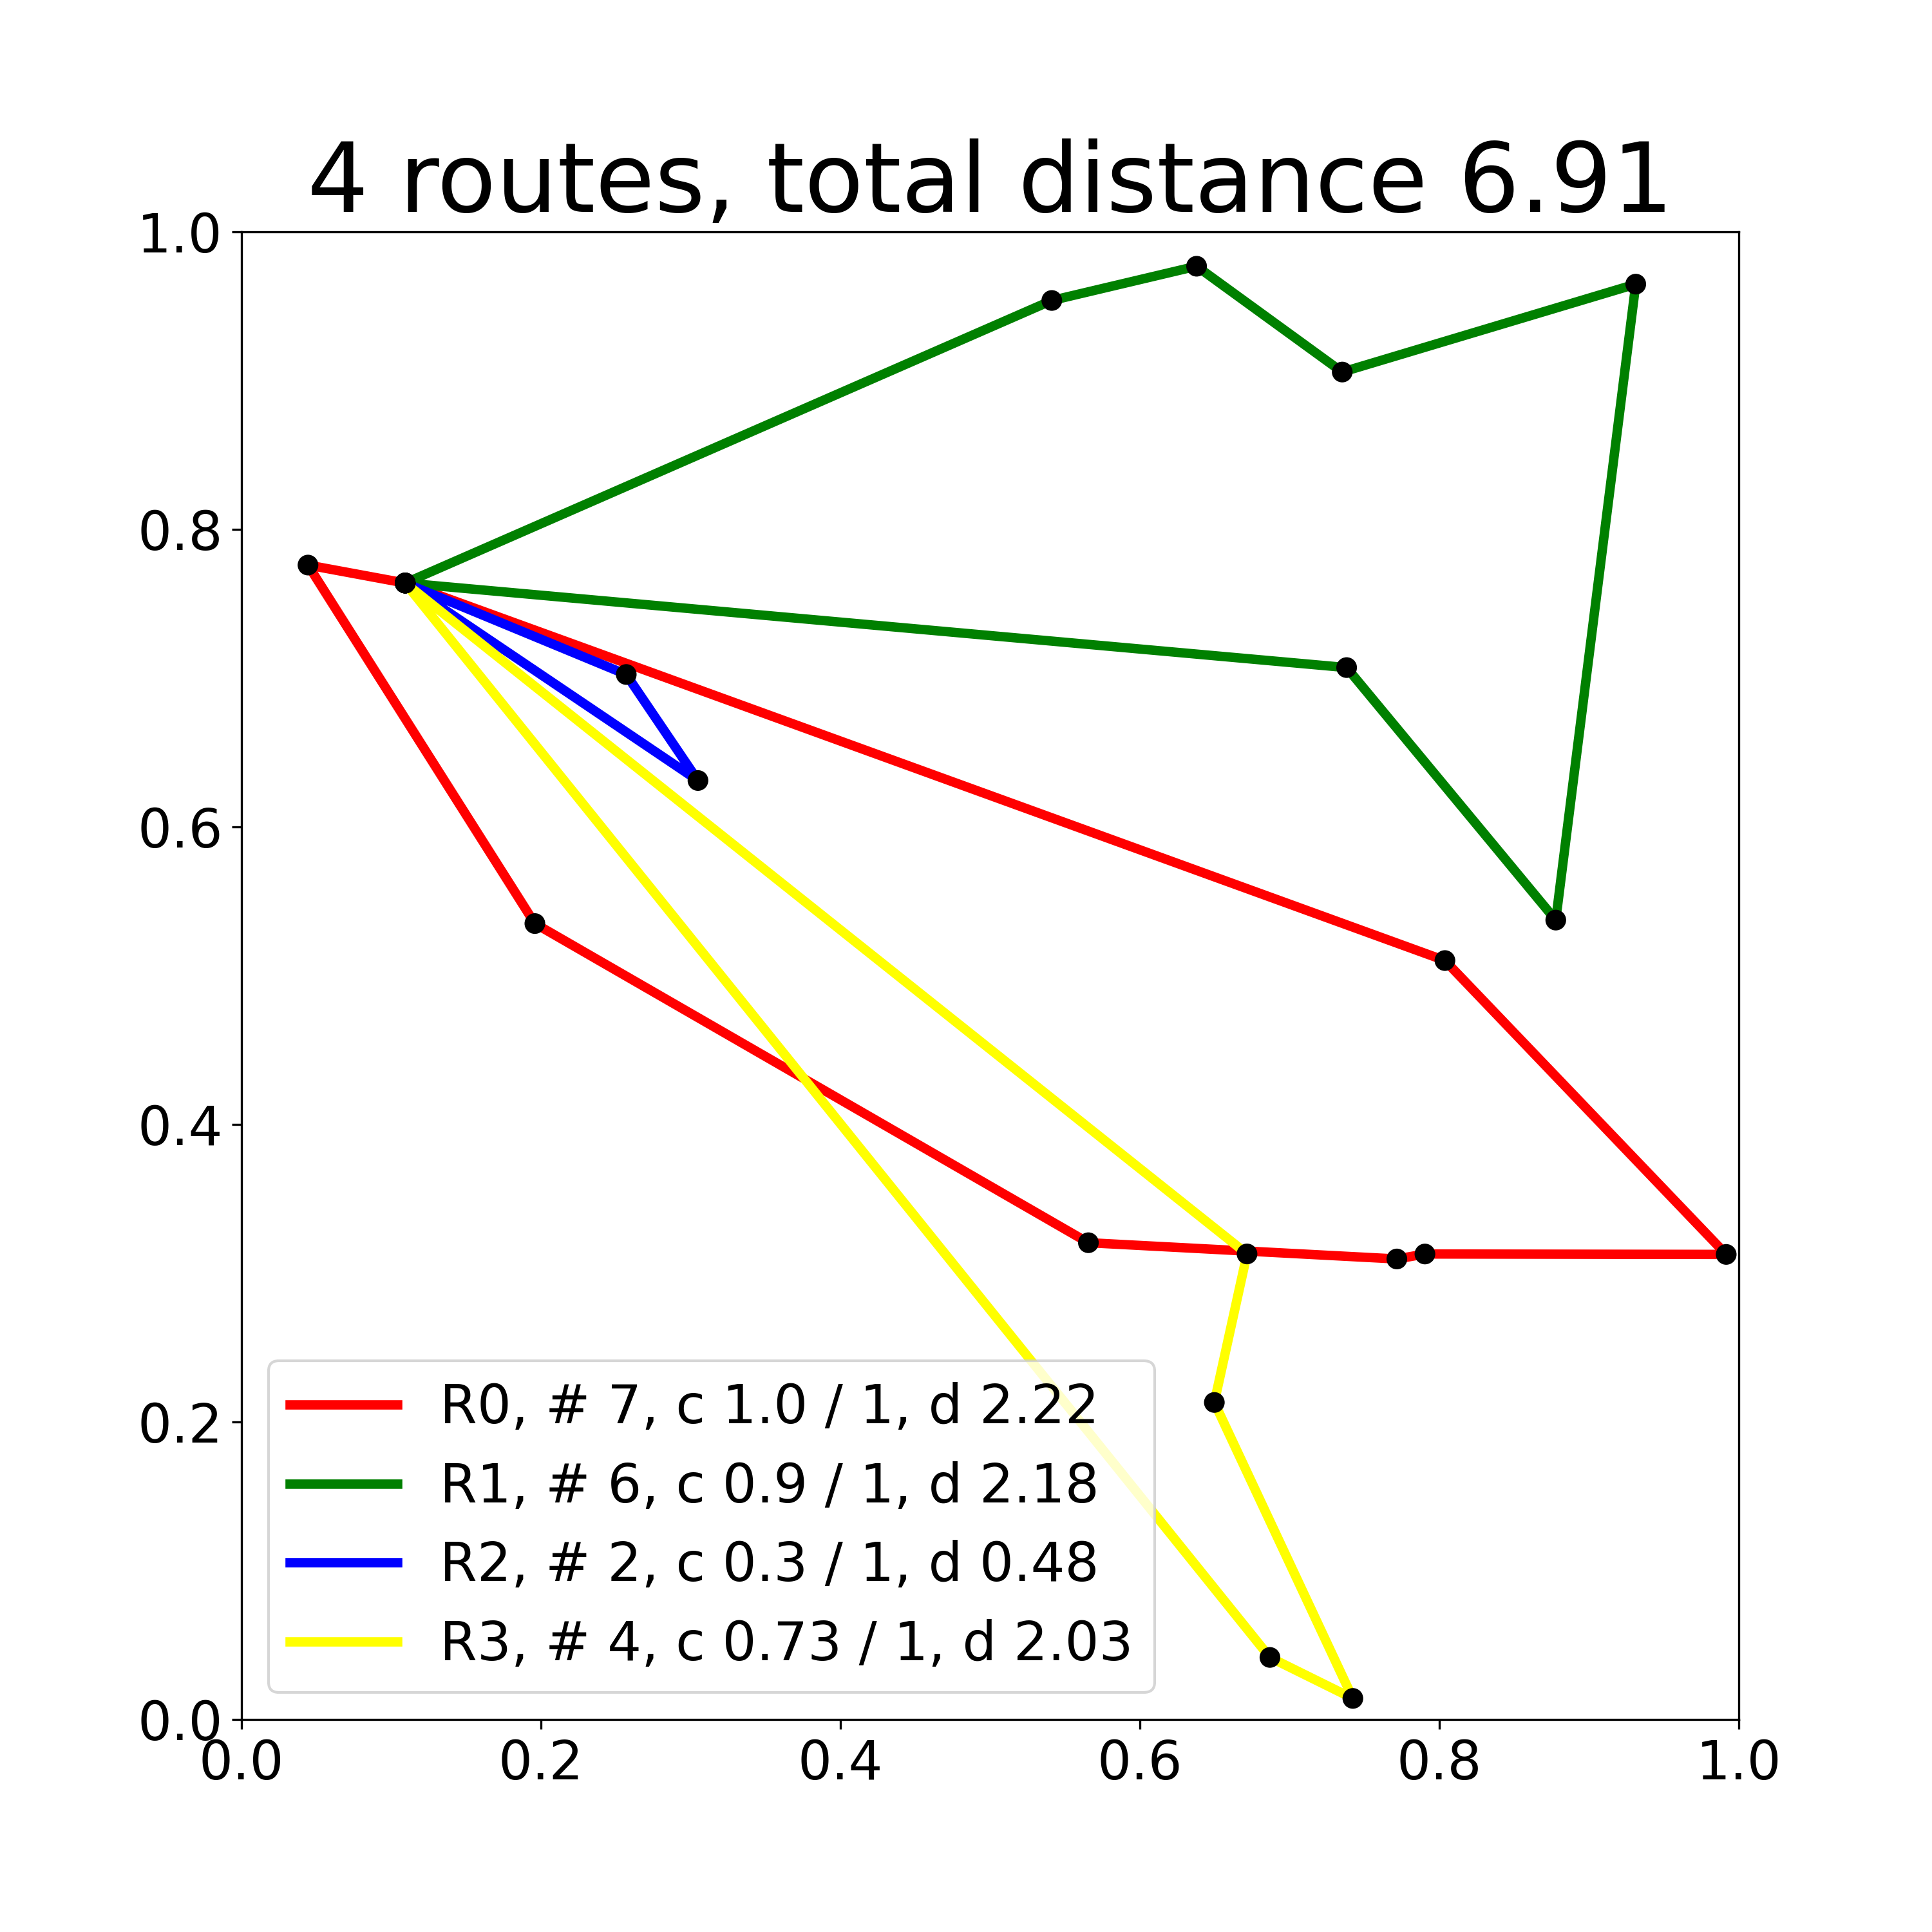 4 routes, total distance 6.91
1.0
0.8
0.6
0.4
0.2
0.0
R0, # 7, c 1.0 / 1, d 2.22
R1, # 6, c 0.9 / 1, d 2.18
R2, # 2, c 0.3 / 1, d 0.48
R3, # 4, c 0.73 / 1, d 2.03
0.0 0.2 0.4 0.6 0.8 1.0